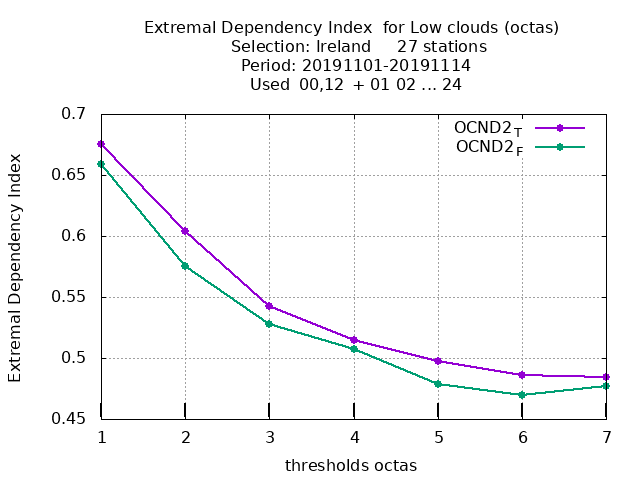 Extremal Dependency Index  for Low clouds (octas)
Selection: Ireland     27 stations
Period: 20191101-20191114
Used  00,12  + 01 02 ... 24
OCND2_T
OCND2_F
Extremal Dependency Index
0.7
0.65
0.6
0.55
0.5
0.45
1 2 3 4 5 6 7
thresholds octas